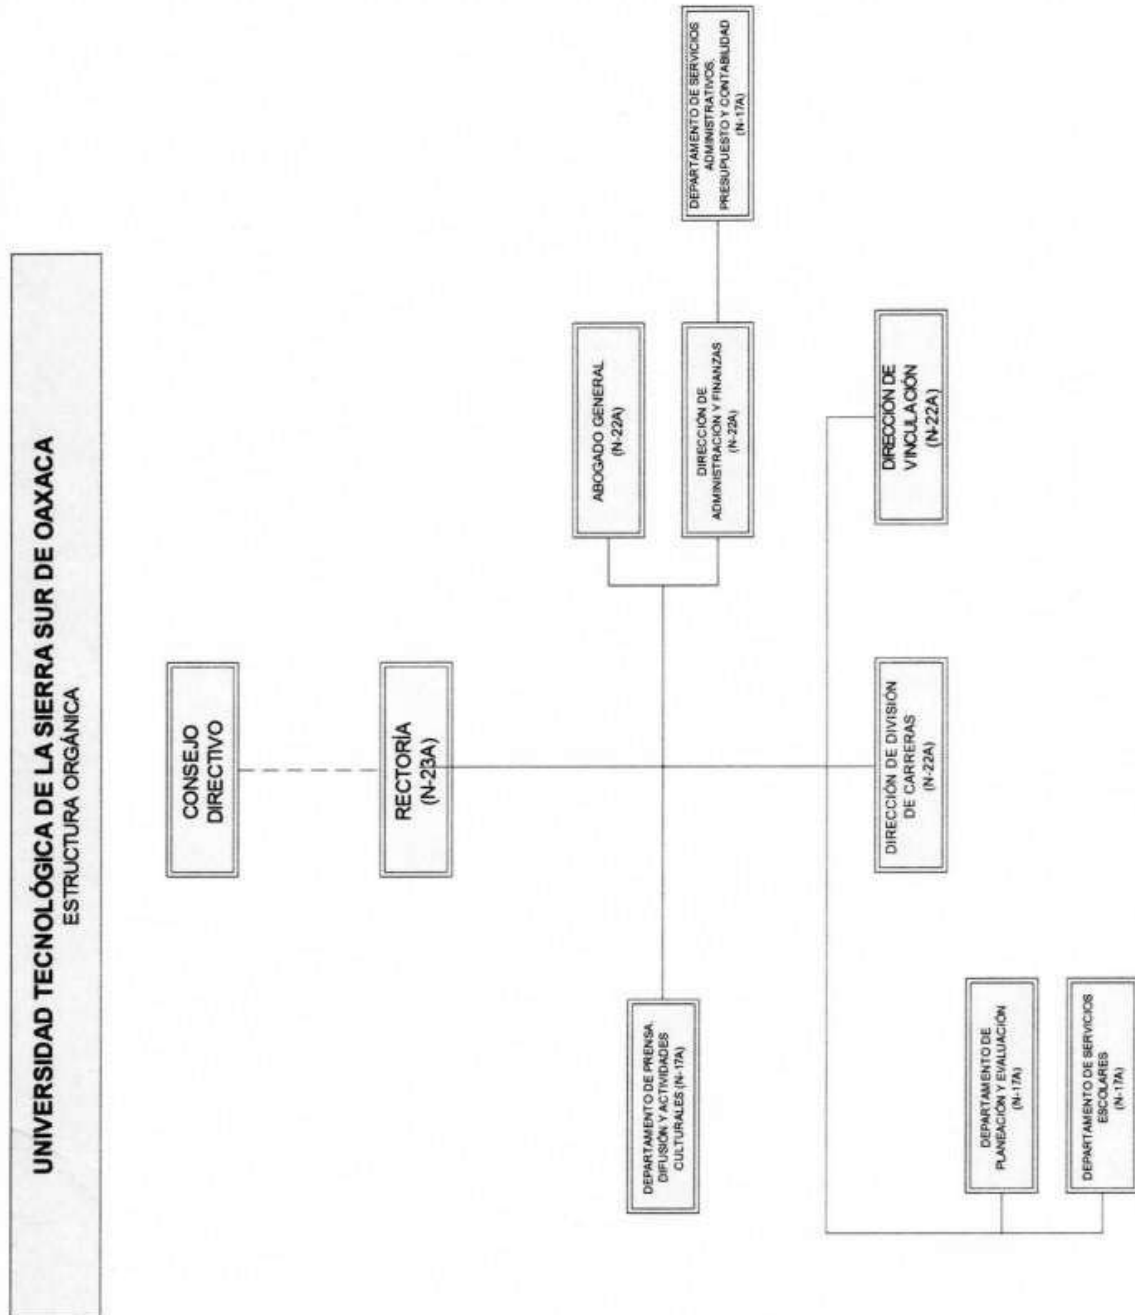 UNIVERSIDAD TECNOLÓGICA DE LA SIERRA SUR DE OAXACA
ESTRUCTURA ORGÁNICA
CONSEJO
DIRECTIVO
RECTORÍA
(N-23A)
DEPARTAMENTO DE PRENSA,
DIFUSIÓN Y ACTIVIDADES
CULTURALES (N-17A)
ABOGADO GENERAL
(N-22A)
DIRECCIÓN DE
ADMINISTRACIÓN Y FINANZAS
(N-22A)
DEPARTAMENTO DE SERVICIOS
ADMINISTRATIVOS,
PRESUPUESTO Y CONTABILIDAD
(N-17A)
DEPARTAMENTO DE
PLANEACIÓN Y EVALUACIÓN
(N-17A)
DEPARTAMENTO DE SERVICIOS
ESCOLARES
(N-17A)
DIRECCIÓN DE DIVISIÓN
DE CARRERAS
(N-22A)
DIRECCIÓN DE
VINCULACIÓN
(N-22A)